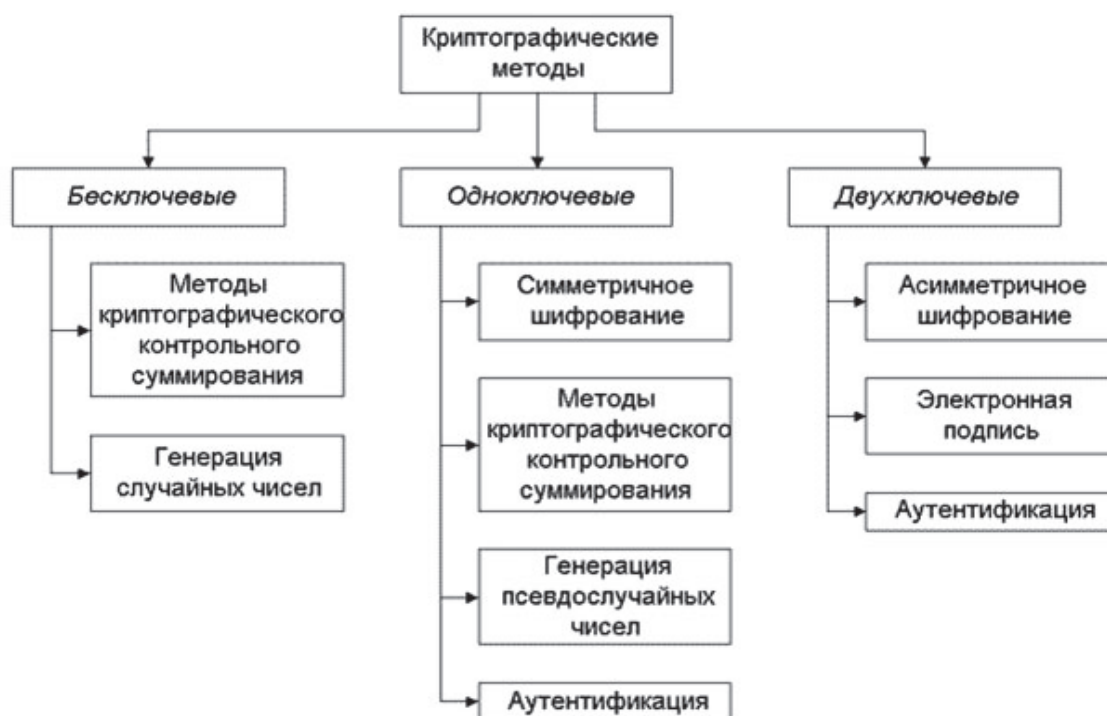 Криптографические
методы
Бесключевые
Методы
криптографического
контрольного
суммирования
Генерация
случайных чисел
Одноключевые
Симметричное
шифрование
Методы
криптографического
контрольного
суммирования
Генерация
псевдослучайных
чисел
Аутентификация
Двухключевые
Асимметричное
шифрование
Электронная
подпись
Аутентификация